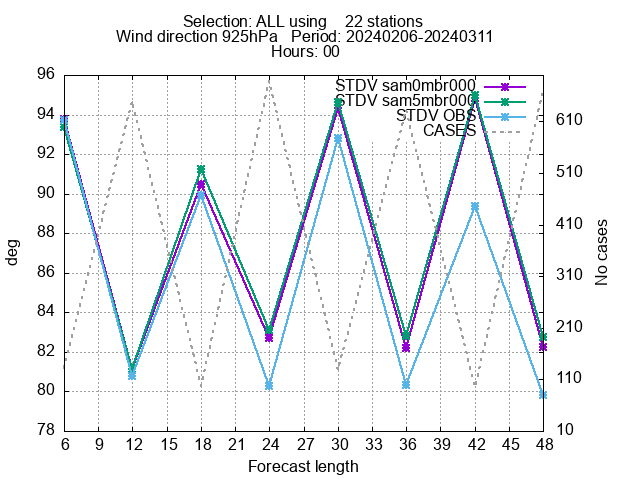 Selection: ALL using    22 stations
Wind direction 925hPa   Period: 20240206-20240311
Hours: 00
STDV sam0mbr000
STDV sam5mbr000
STDV OBS
CASES
96
94
92
90
88
86
84
82
80
78
deg
610
510
410
310
210
110
10
No cases
6 9 12 15 18 21 24 27 30 33 36 39 42 45 48
Forecast length